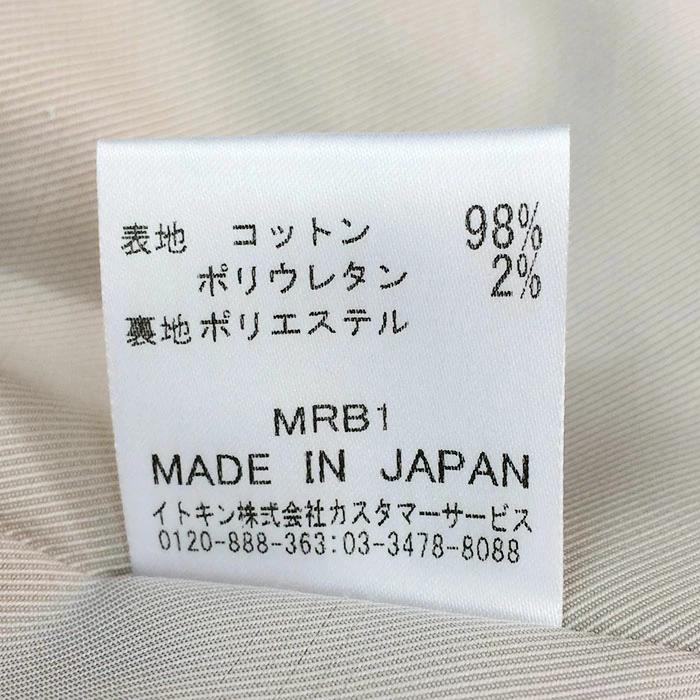 表地 コットン 98%
ポリウレタン 2%
裏地 ポリエステル
MRB1
MADE IN JAPAN
イトキン株式会社カスタマーサービス
0120-888-363:03-3478-8088